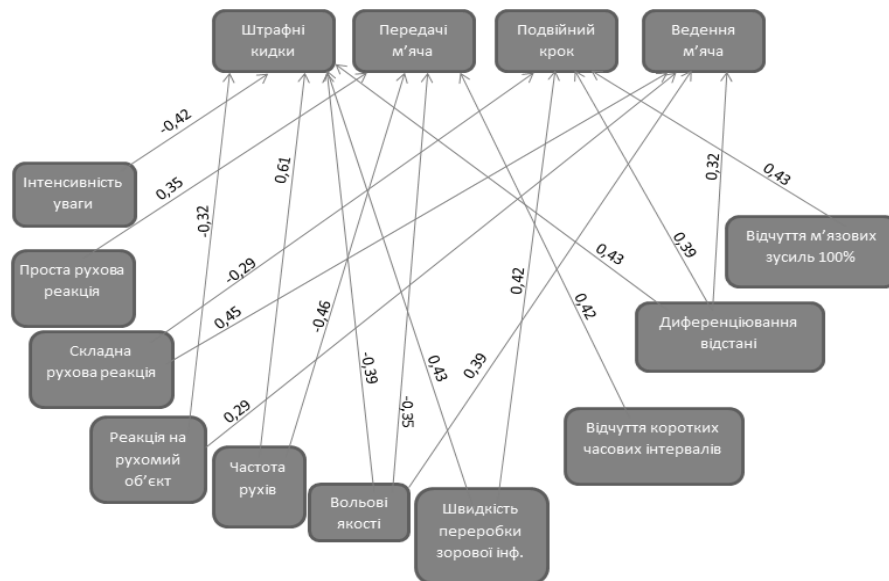 Штрафні
кидки
Передачі
м’яча
Подвійний
крок
Ведення
м’яча
-0,42
Інтенсивність
уваги
0,35
0,61
-0,32
0,32
0,43
Відчуття м’язових
зусиль 100%
Проста рухова
реакція
-0,29
0,43
0,39
0,42
-0,46
0,42
0,45
Диференціювання
відстані
Складна
рухова реакція
-0,39
0,43
0,39
-0,35
0,29
Реакція на
рухомий
об’єкт
Частота
рухів
Відчуття коротких
часових інтервалів
Вольові
якості
Швидкість
переробки
зорової інф.